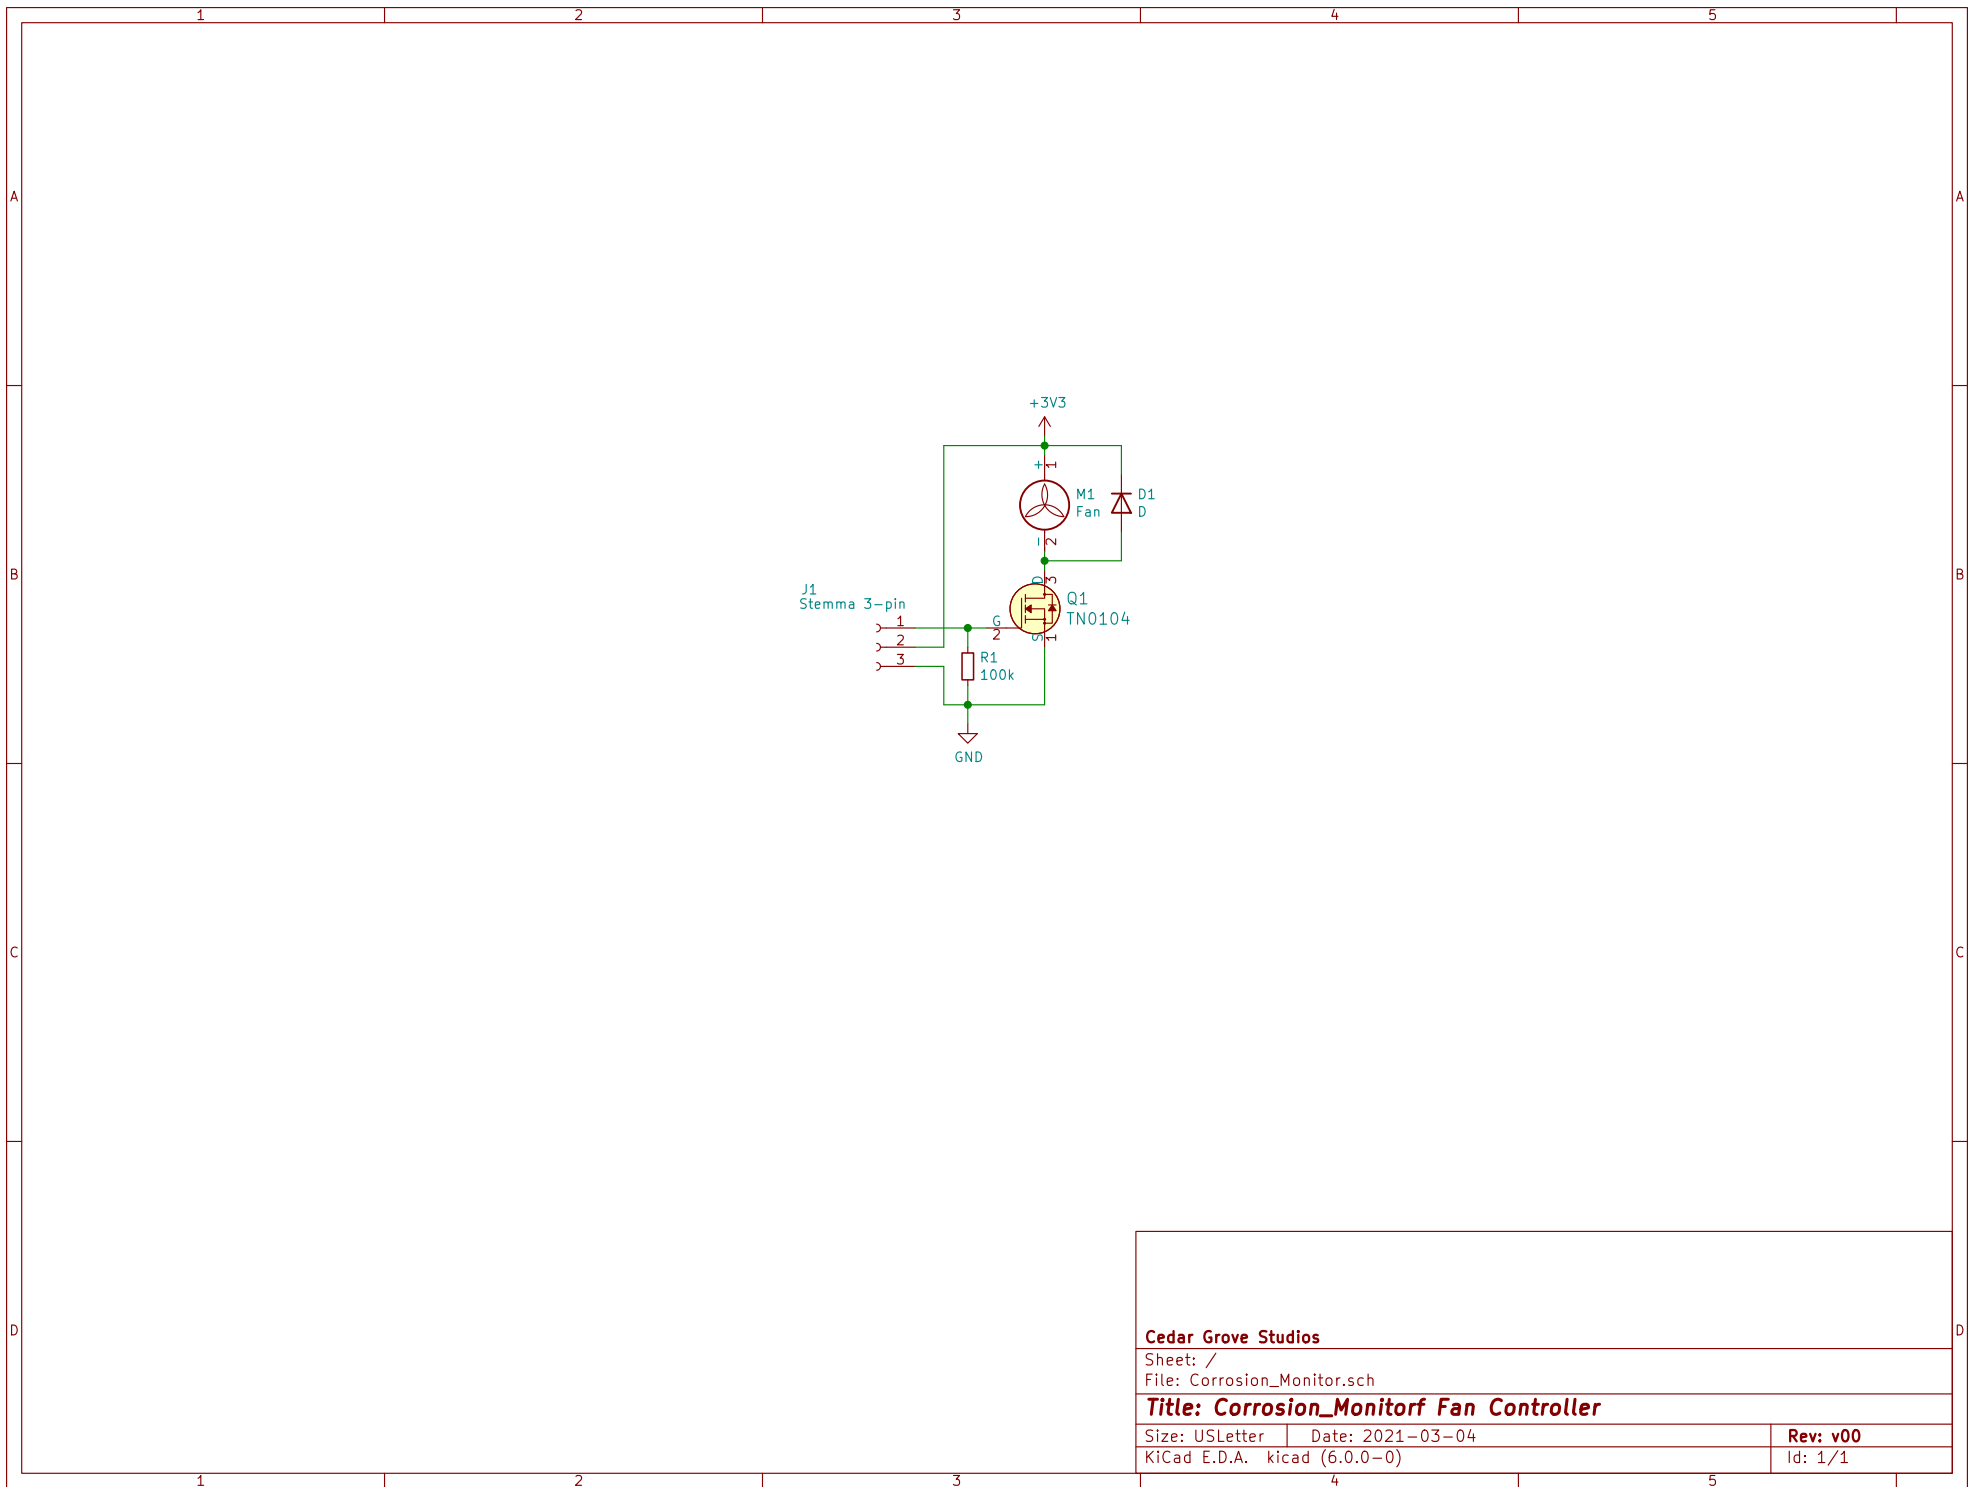 1 2 3 4 5
A A
+3V3
+ 1
M1
Fan
D1
D
- 2
B B
D 3
J1
Stemma 3-pin
Q1
TN0104
1
G
2
S 1
2
3
R1
100k
GND
C C
D D
Cedar Grove Studios
Sheet: /
File: Corrosion_Monitor.sch
Title: Corrosion_Monitorf Fan Controller
Size: USLetter Date: 2021-03-04 Rev: v00
KiCad E.D.A. kicad (6.0.0-0) Id: 1/1
1 2 3 4 5